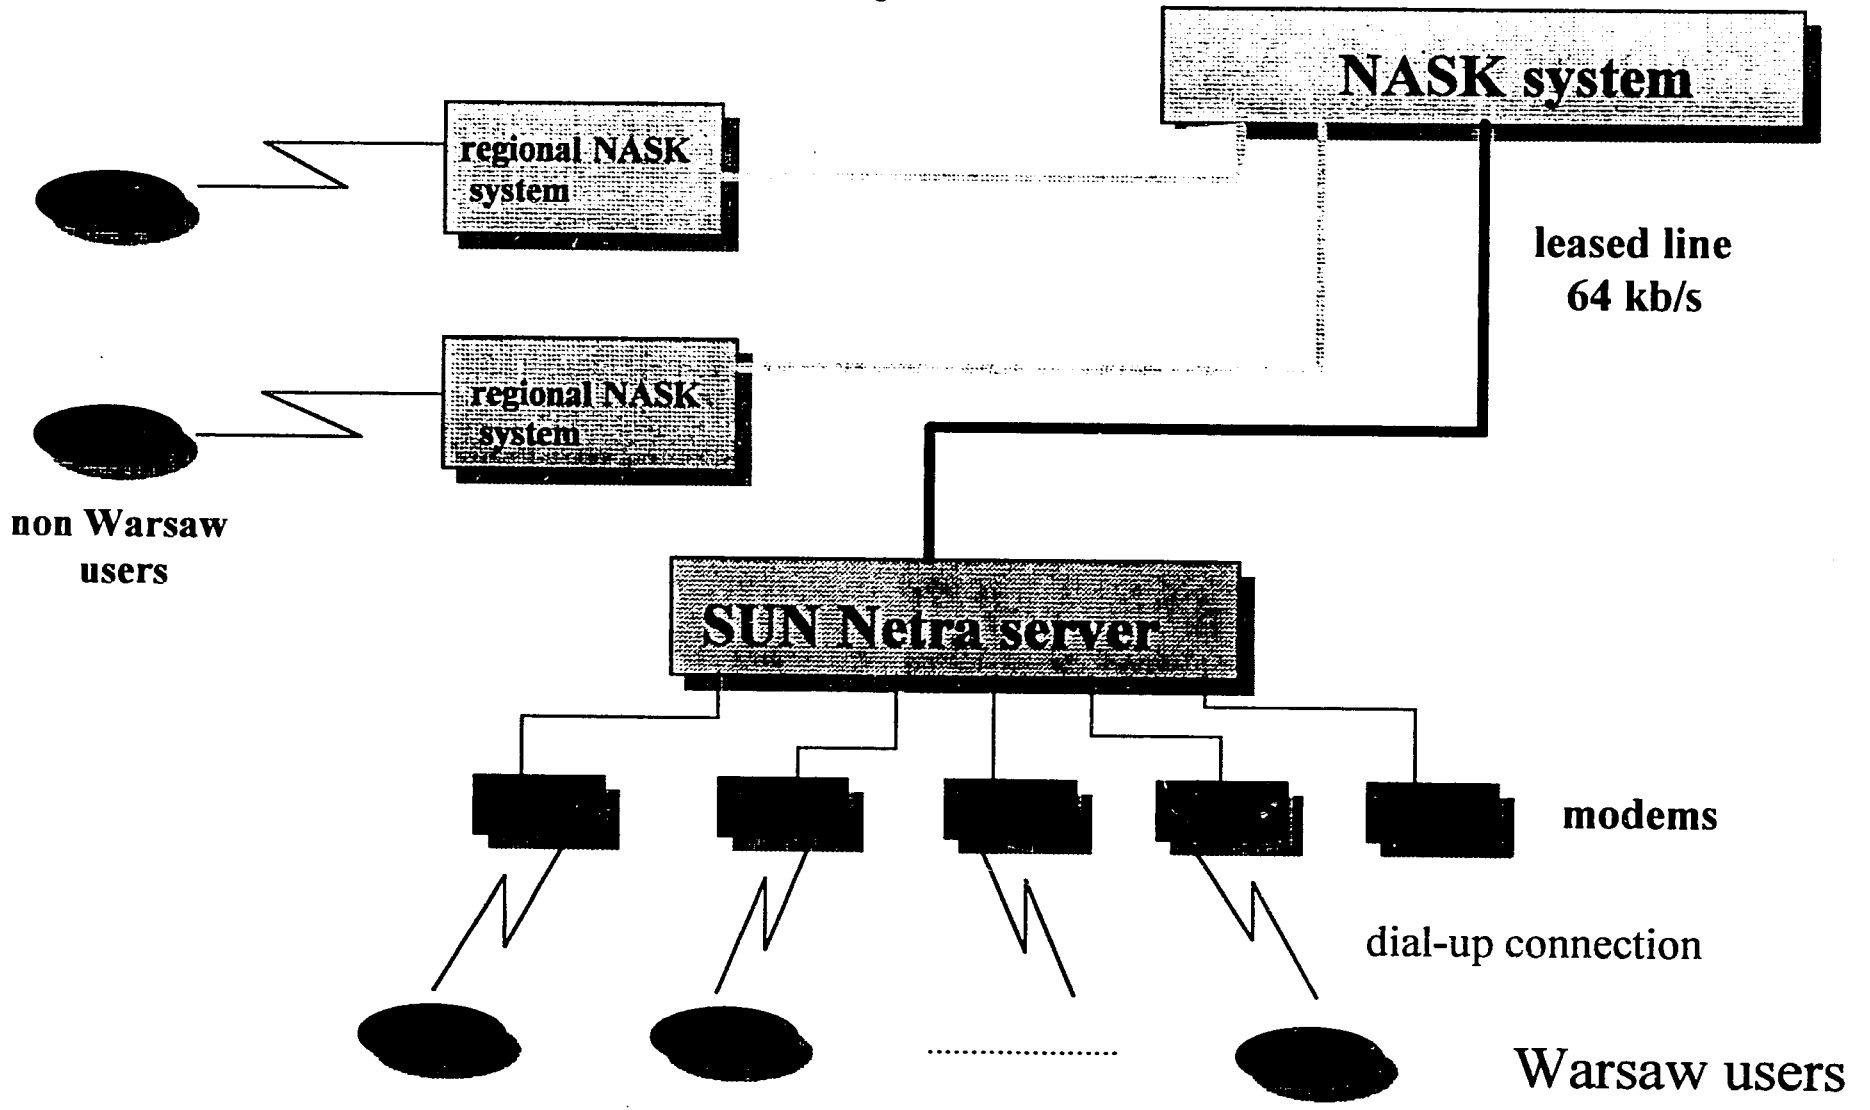 NASK system
regional NASK
system
leased line
64 kb/s
regional NASK
system
non Warsaw
users
SUN Netra server
modems
dial-up connection
Warsaw users